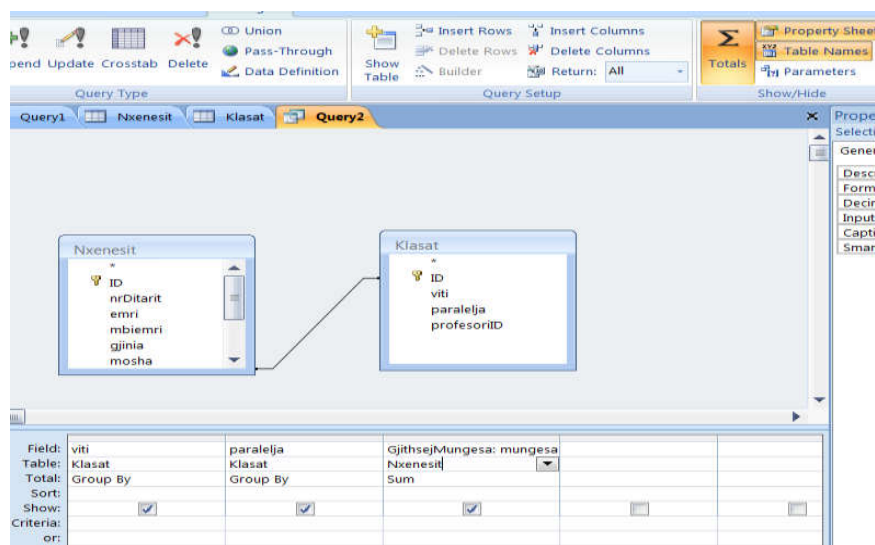 Union
Insert Rows
Insert Columns
Pass-Through
Delete Rows
Delete Columns
Update Crosstab Delete
Data Definition
Show Table
Builder
Return: All
Totals
Property Sheet
Table Names
Parameters
Query Type
Query Setup
Show/Hide
Query1
Nxenesit
Klasat
Query2
Nxenesit
*
ID
nrDitarit
emri
mbiemri
gjinia
mosha
Klasat
*
ID
viti
paralelja
profesoriID
Field: viti paralelja GjithsejMungesa: mungesa
Table: Klasat Klasat Nxenesit
Total: Group By Group By Sum
Sort:
Show:
Criteria:
or: